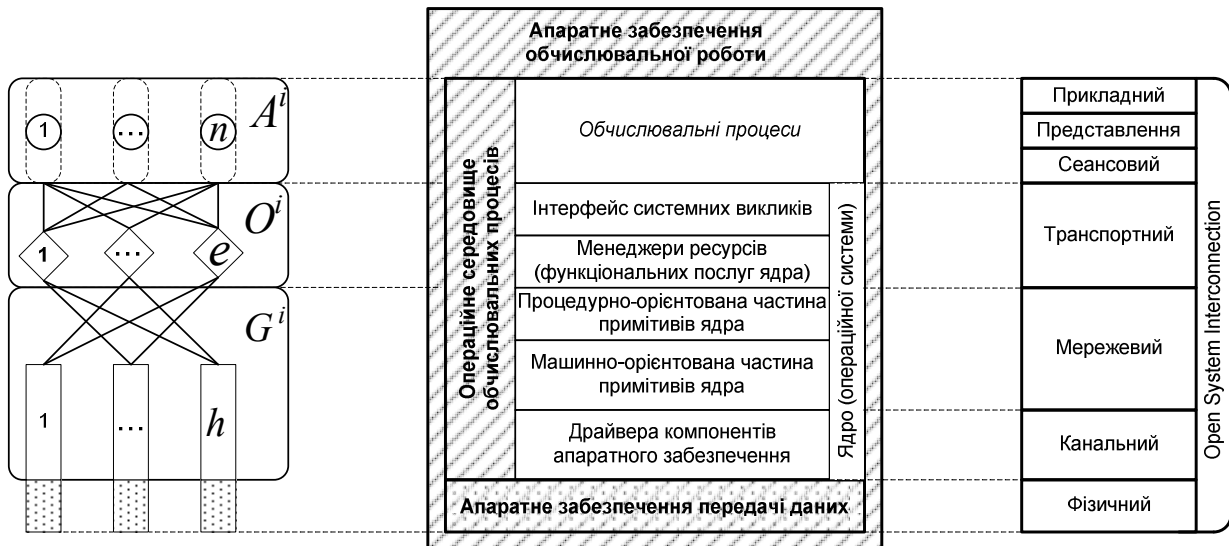 1
...
n
A^i
O^i
1
...
e
G^i
1
...
h
Апаратне забезпечення
обчислювальної роботи
Операційне середовище
обчислювальних процесів
Обчислювальні процеси
Інтерфейс системних викликів
Менеджери ресурсів
(функціональних послуг ядра)
Процедурно-орієнтована частина
примітивів ядра
Машинно-орієнтована частина
примітивів ядра
Драйвера компонентів
апаратного забезпечення
Ядро (операційної системи)
Апаратне забезпечення передачі даних
Прикладний
Представлення
Сеансовий
Транспортний
Мережевий
Канальний
Фізичний
Open System Interconnection